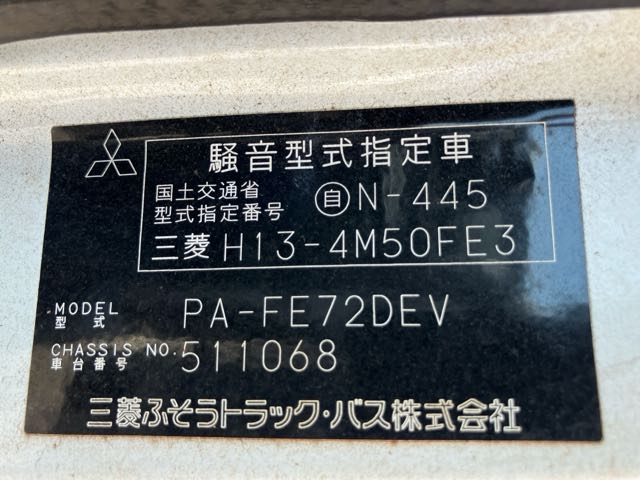 騒音型式指定車
国土交通省
型式指定番号 自N-445
三菱 H13-4M50FE3
MODEL
型式 PA-FE72DEV
CHASSIS NO.
車台番号 511068
三菱ふそうトラック・バス株式会社